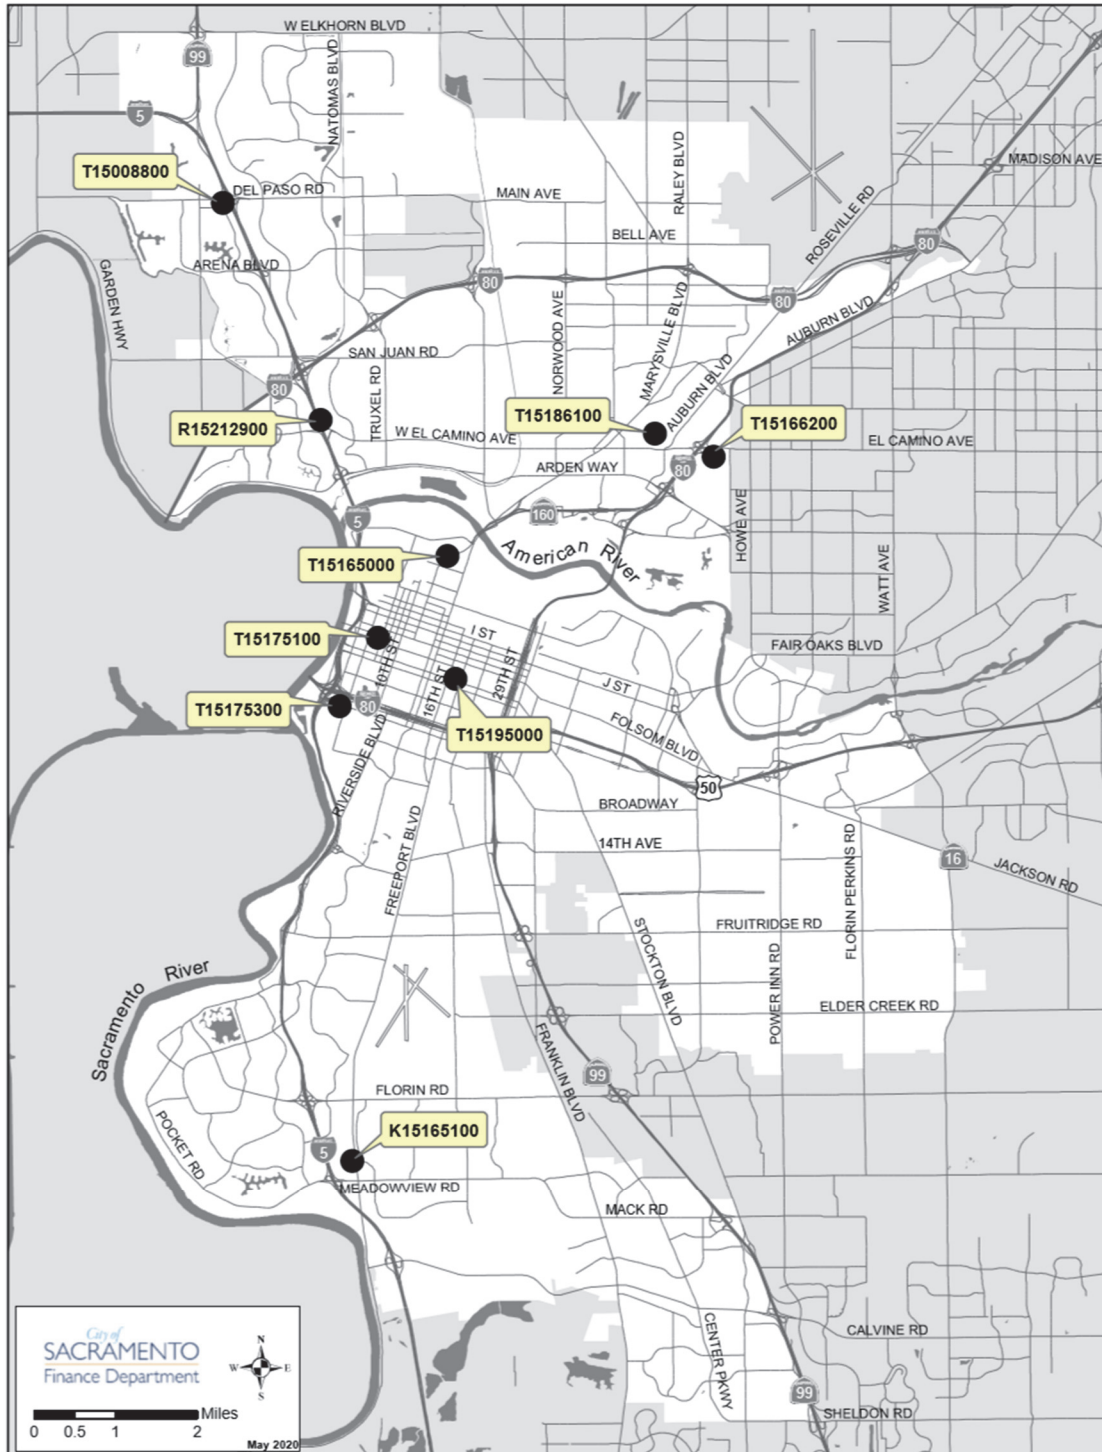 W ELKHORN BLVD
99
NATOMAS BLVD
5
T15008800
DEL PASO RD
MAIN AVE
RALEY BLVD
MADISON AVE
BELL AVE
ROSEVILLE RD
80
ARENA BLVD
GARDEN HWY
80
80
NORWOOD AVE
MARYSVILLE BLVD
AUBURN BLVD
SAN JUAN RD
80
TRUXEL RD
AUBURN BLVD
R15212900
T15186100
T15166200
W EL CAMINO AVE
EL CAMINO AVE
ARDEN WAY
80
HOWE AVE
5
160
American River
T15165000
WATT AVE
T15175100
I ST
10TH ST
FAIR OAKS BLVD
16TH ST
29TH ST
J ST
T15175300
80
T15195000
FOLSOM BLVD
RIVERSIDE BLVD
50
BROADWAY
FREEPORT BLVD
14TH AVE
FLORIN PERKINS RD
16
JACKSON RD
STOCKTON BLVD
FRUITRIDGE RD
POWER INN RD
Sacramento River
ELDER CREEK RD
FRANKLIN BLVD
99
FLORIN RD
POCKET RD
K15165100
5
MEADOWVIEW RD
MACK RD
CENTER PKWY
CALVINE RD
99
SHELDON RD
City of
SACRAMENTO
Finance Department
N
W E
S
Miles
0 0.5 1 2
May 2020